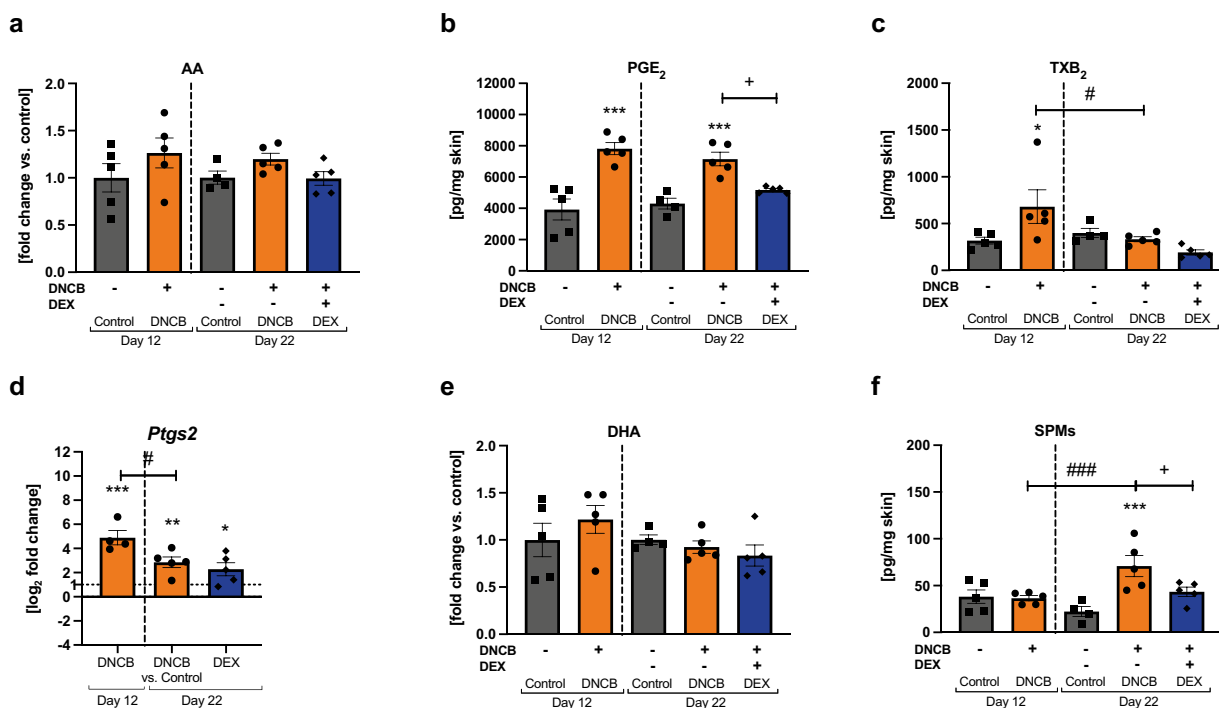 a
AA
[fold change vs. control]
2.0
1.5
1.0
0.5
0.0
DNCB - + - + +
DEX - - +
Control DNCB Control DNCB DEX
Day 12 Day 22
b
PGE2
[pg/mg skin]
12000
10000
8000
6000
4000
2000
0
***
***
+
DNCB - + - + +
DEX - - +
Control DNCB Control DNCB DEX
Day 12 Day 22
c
TXB2
[pg/mg skin]
2000
1500
1000
500
0
*
#
DNCB - + - + +
DEX - - +
Control DNCB Control DNCB DEX
Day 12 Day 22
d
Ptgs2
[log2 fold change]
12
10
8
6
4
2
1
0
-2
-4
#
***
**
*
DNCB DNCB DEX
vs. Control
Day 12 Day 22
e
DHA
[fold change vs. control]
2.0
1.5
1.0
0.5
0.0
DNCB - + - + +
DEX - - +
Control DNCB Control DNCB DEX
Day 12 Day 22
f
SPMs
[pg/mg skin]
200
150
100
50
0
###
+
***
DNCB - + - + +
DEX - - +
Control DNCB Control DNCB DEX
Day 12 Day 22